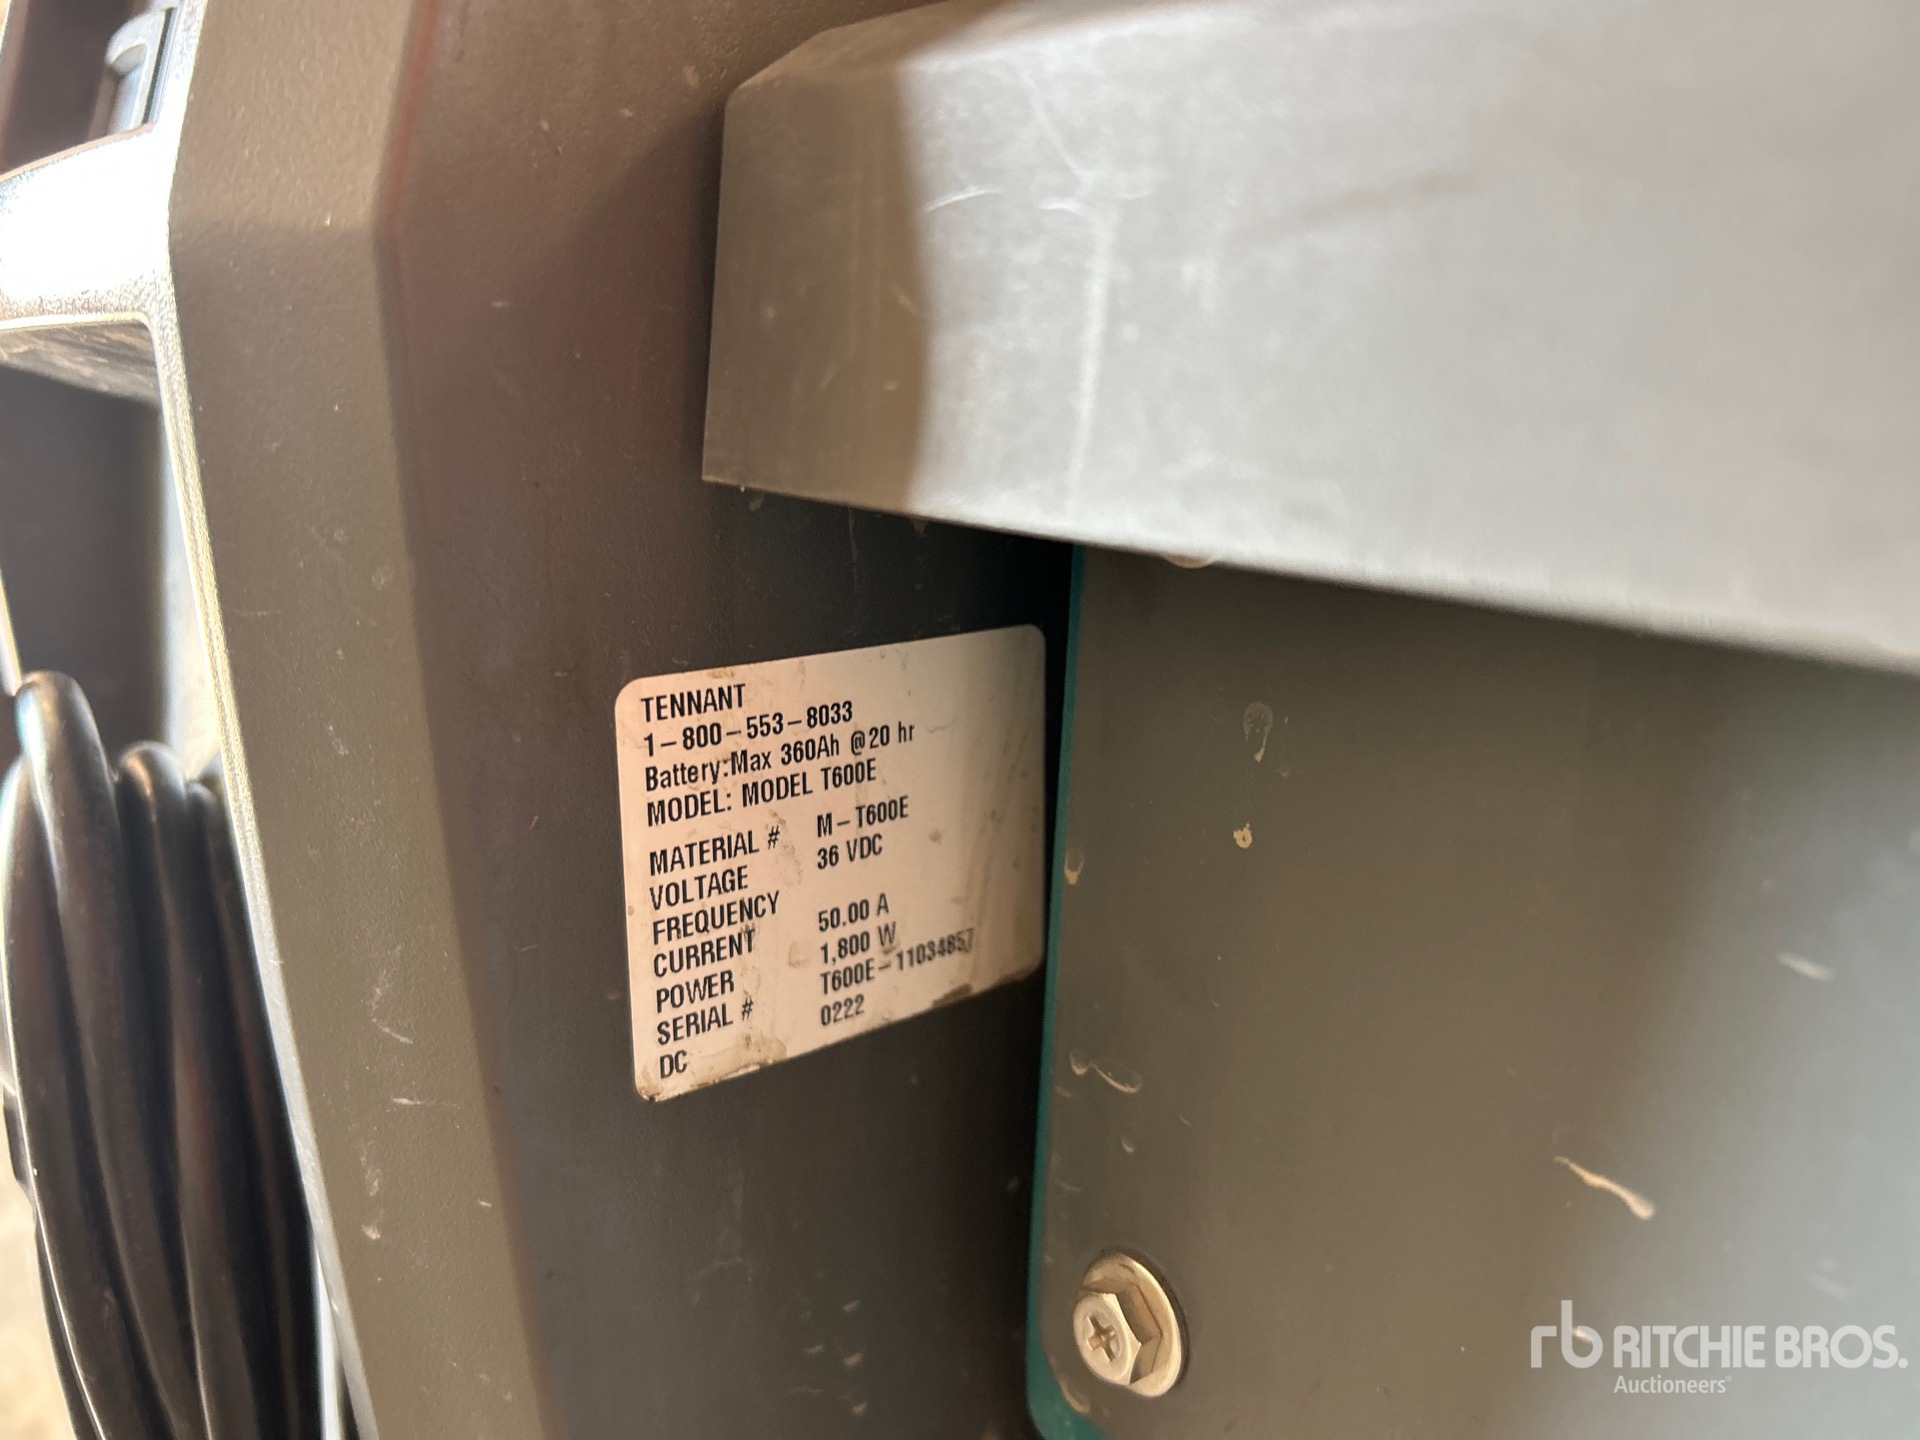 TENNANT
1-800-553-8033
Battery:Max 360Ah @20 hr
MODEL: MODEL T600E
MATERIAL # M-T600E
VOLTAGE 36 VDC
FREQUENCY
CURRENT 50.00 A
POWER 1,800 W
SERIAL # T600E-11034857
DC 0222
rb RITCHIE BROS.
Auctioneers